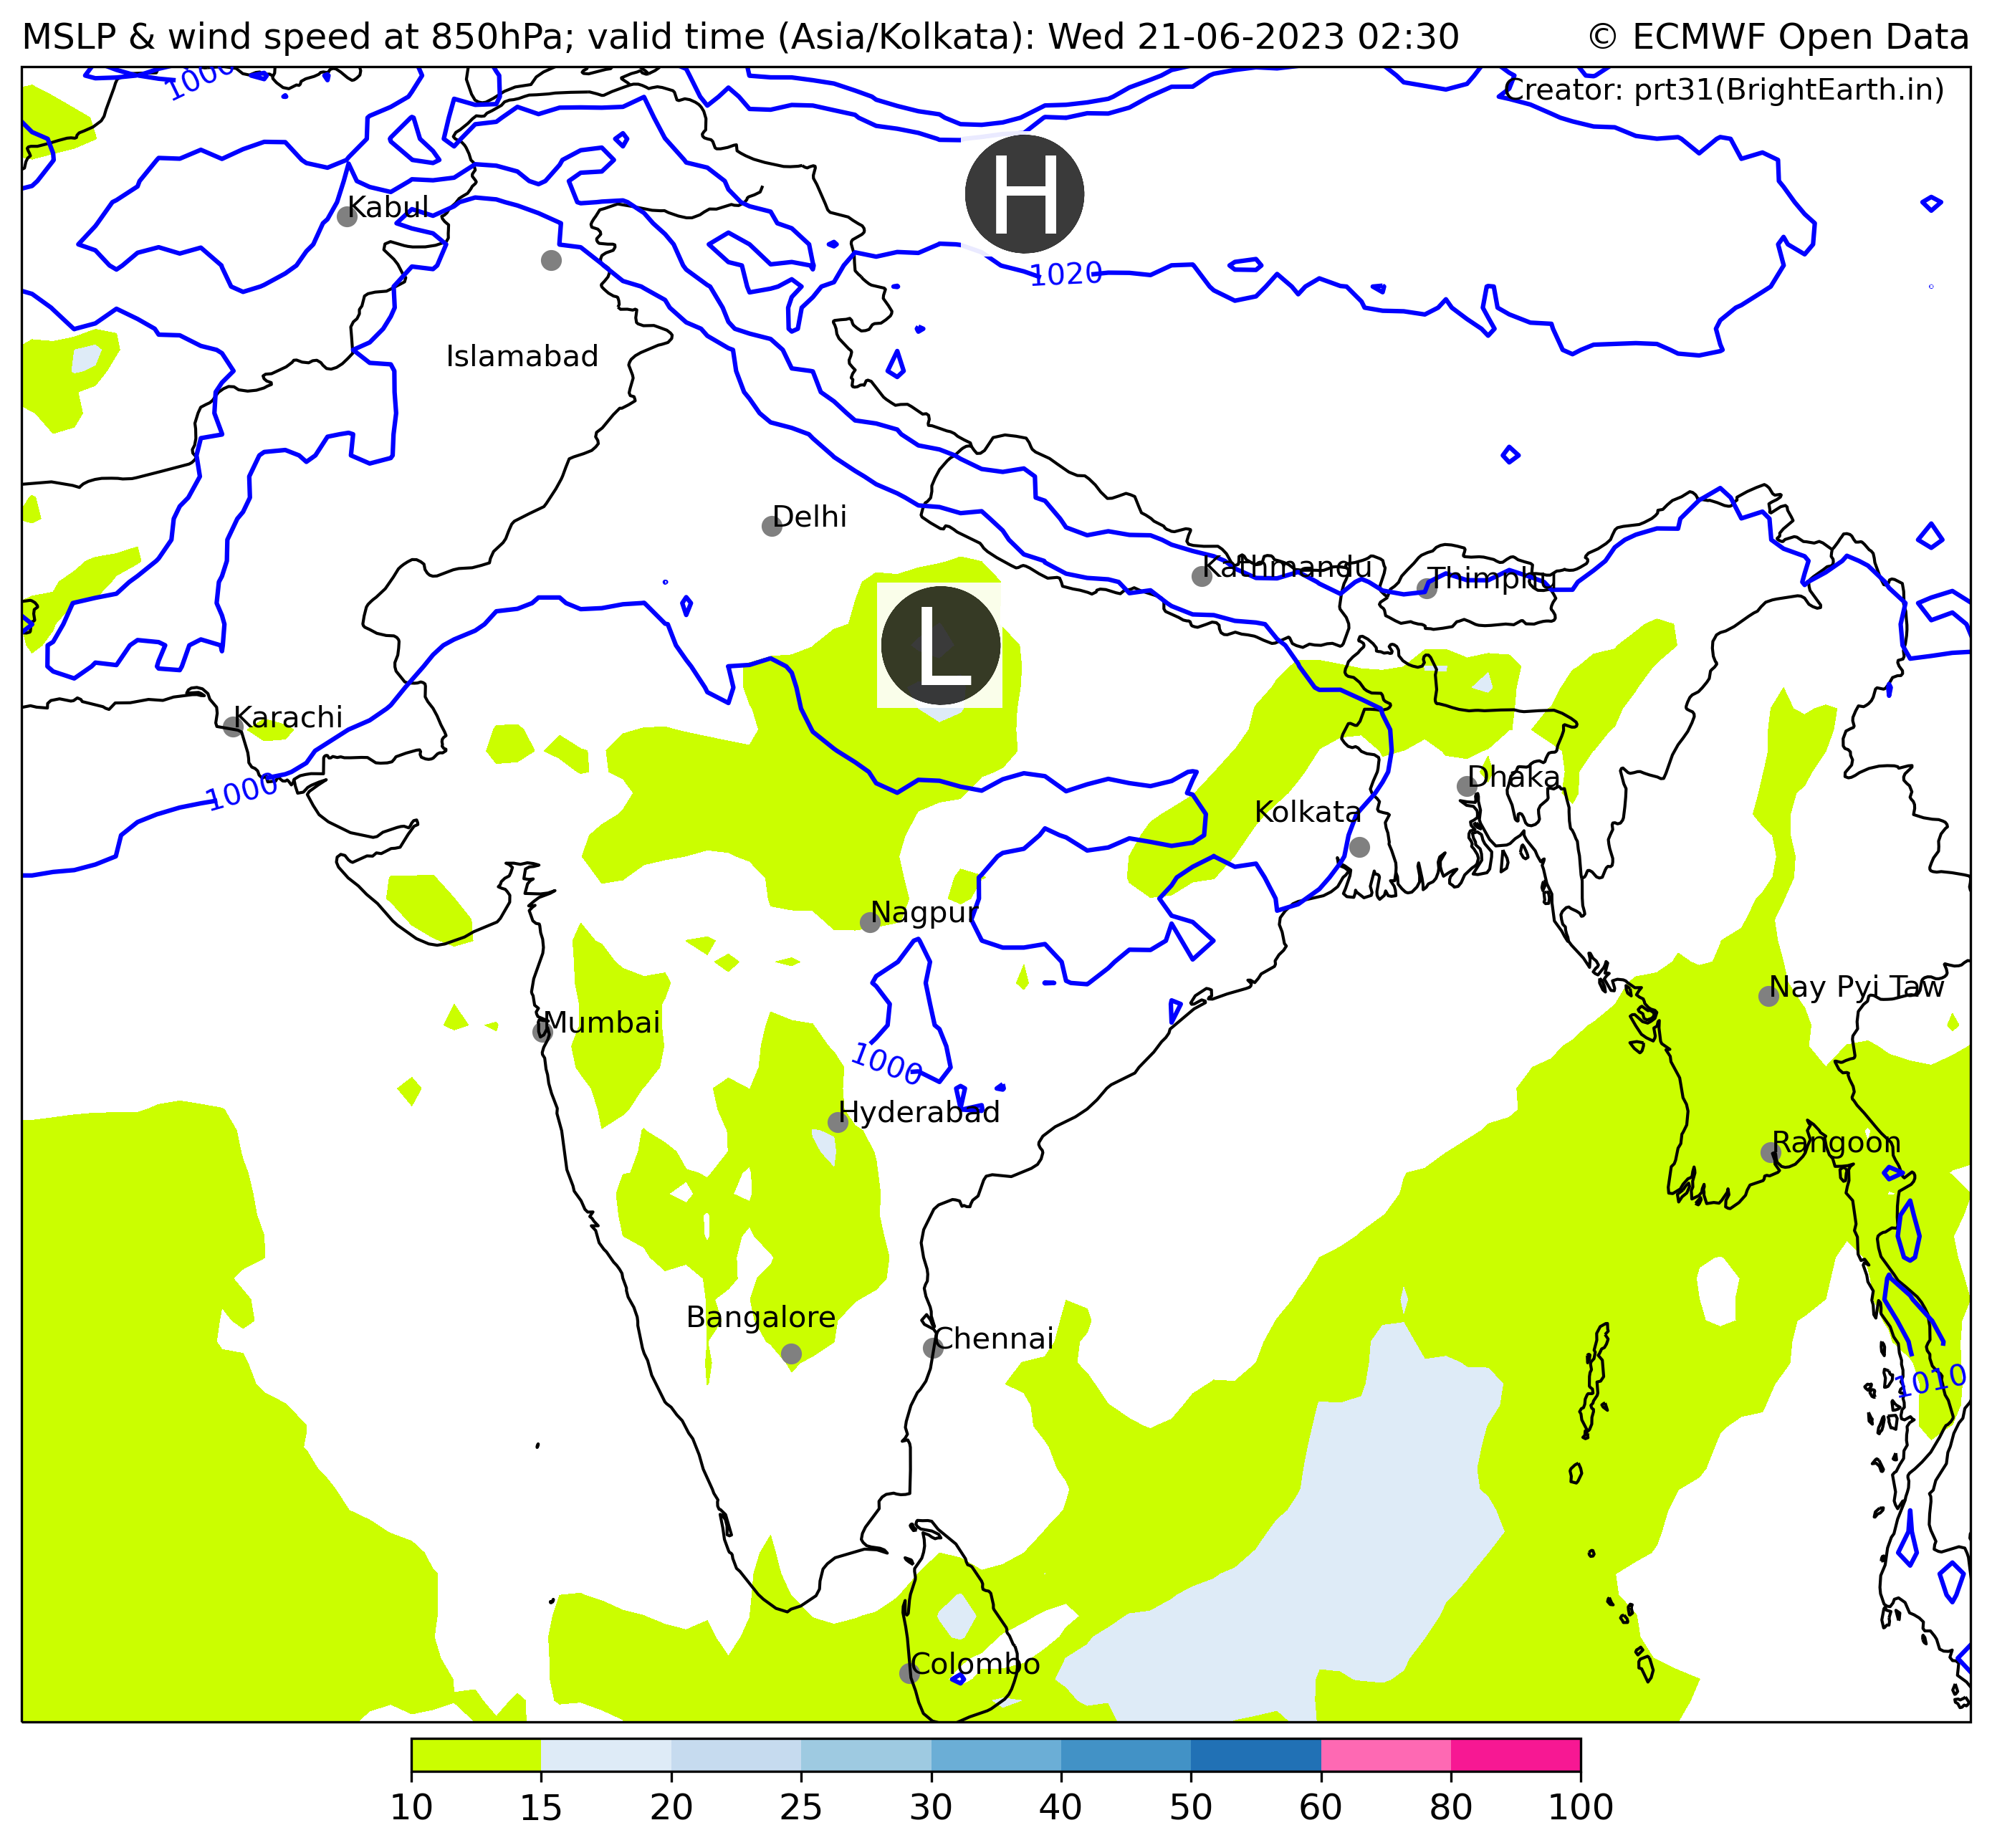 MSLP & wind speed at 850hPa; valid time (Asia/Kolkata): Wed 21-06-2023 02:30
© ECMWF Open Data
1000
Creator: prt31(BrightEarth.in)
H
Kabul
1020
Islamabad
Delhi
Kathmandu
Thimphu
L
Karachi
1000
Dhaka
Kolkata
Nagpur
Nay Pyi Taw
Mumbai
1000
Hyderabad
Rangoon
Bangalore
Chennai
1010
Colombo
10 15 20 25 30 40 50 60 80 100